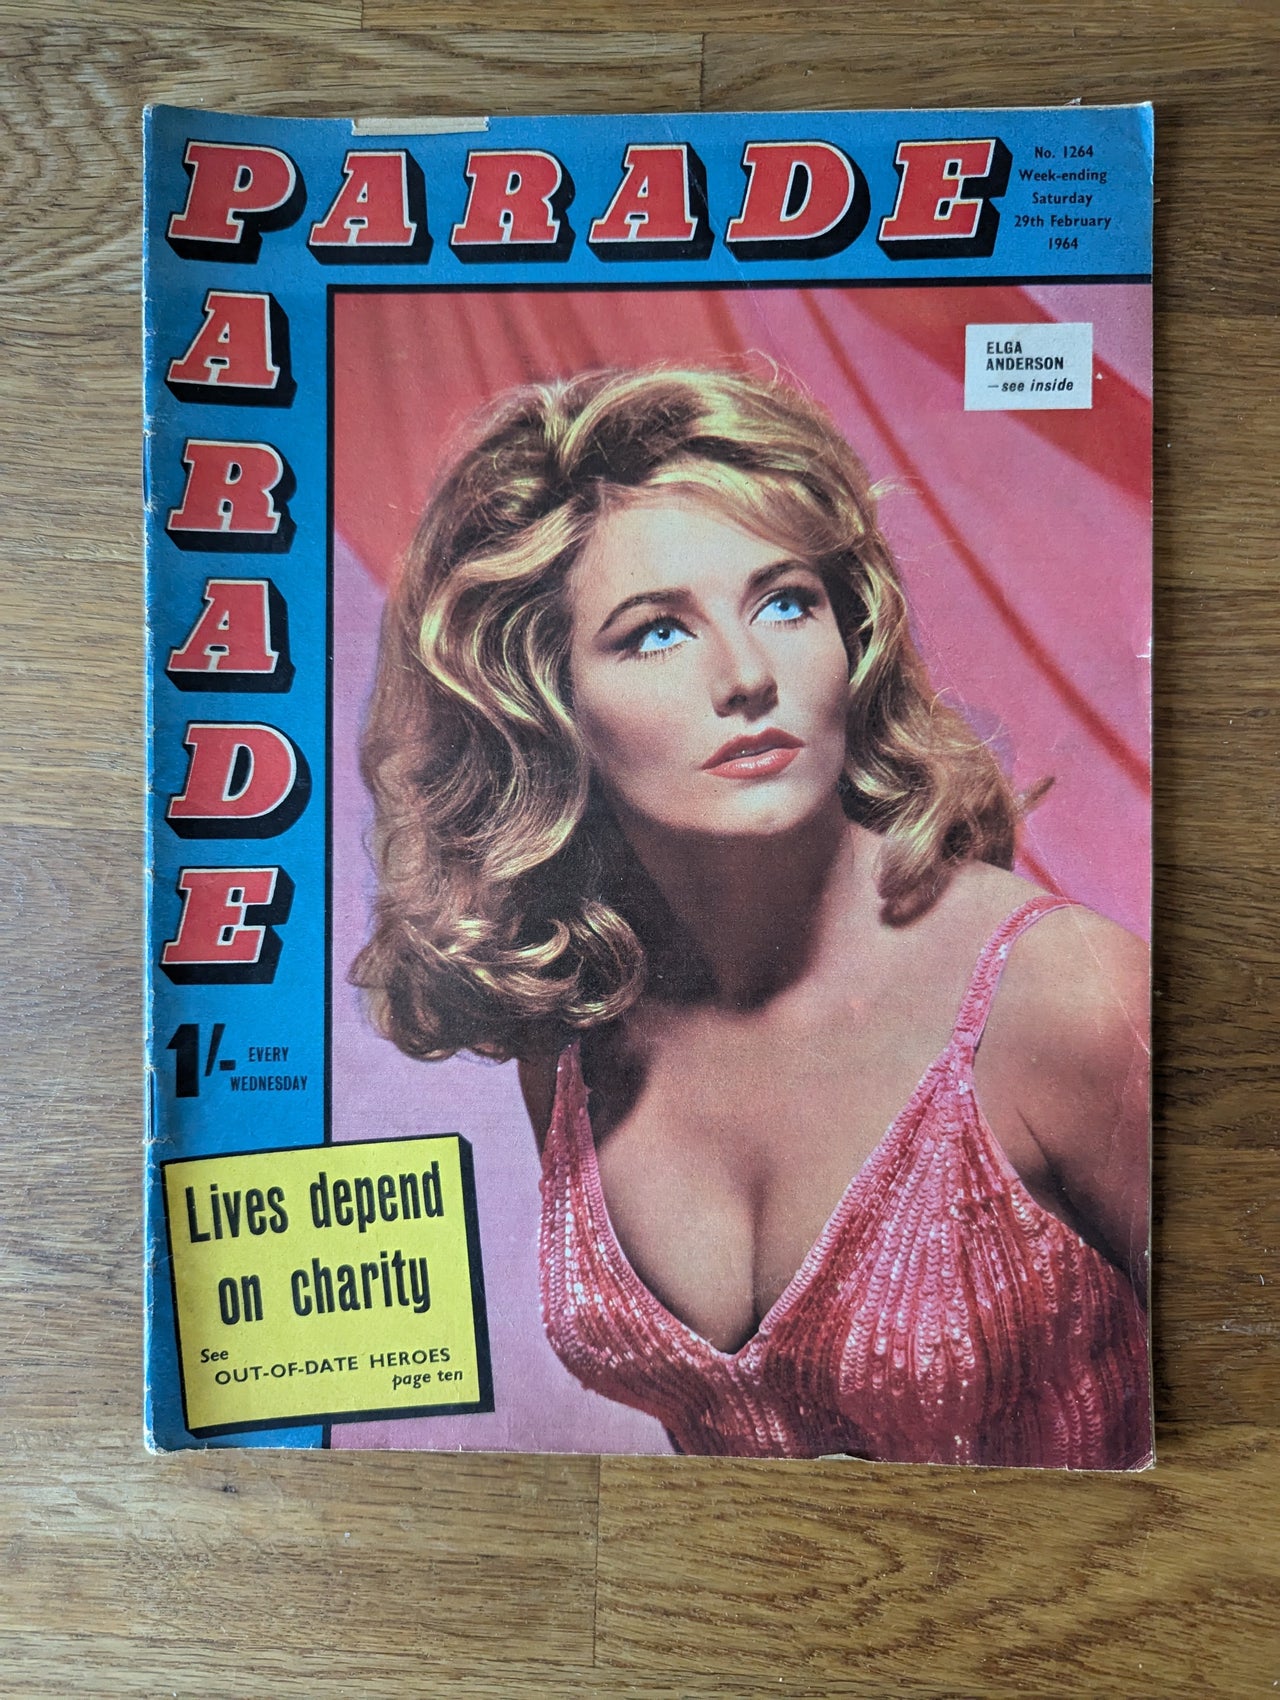 PARADE
No. 1264
Week-ending
Saturday
29th February
1964
PARADE
ELGA
ANDERSON
—see inside
1/- EVERY
WEDNESDAY
Lives depend
on charity
See
OUT-OF-DATE HEROES
page ten